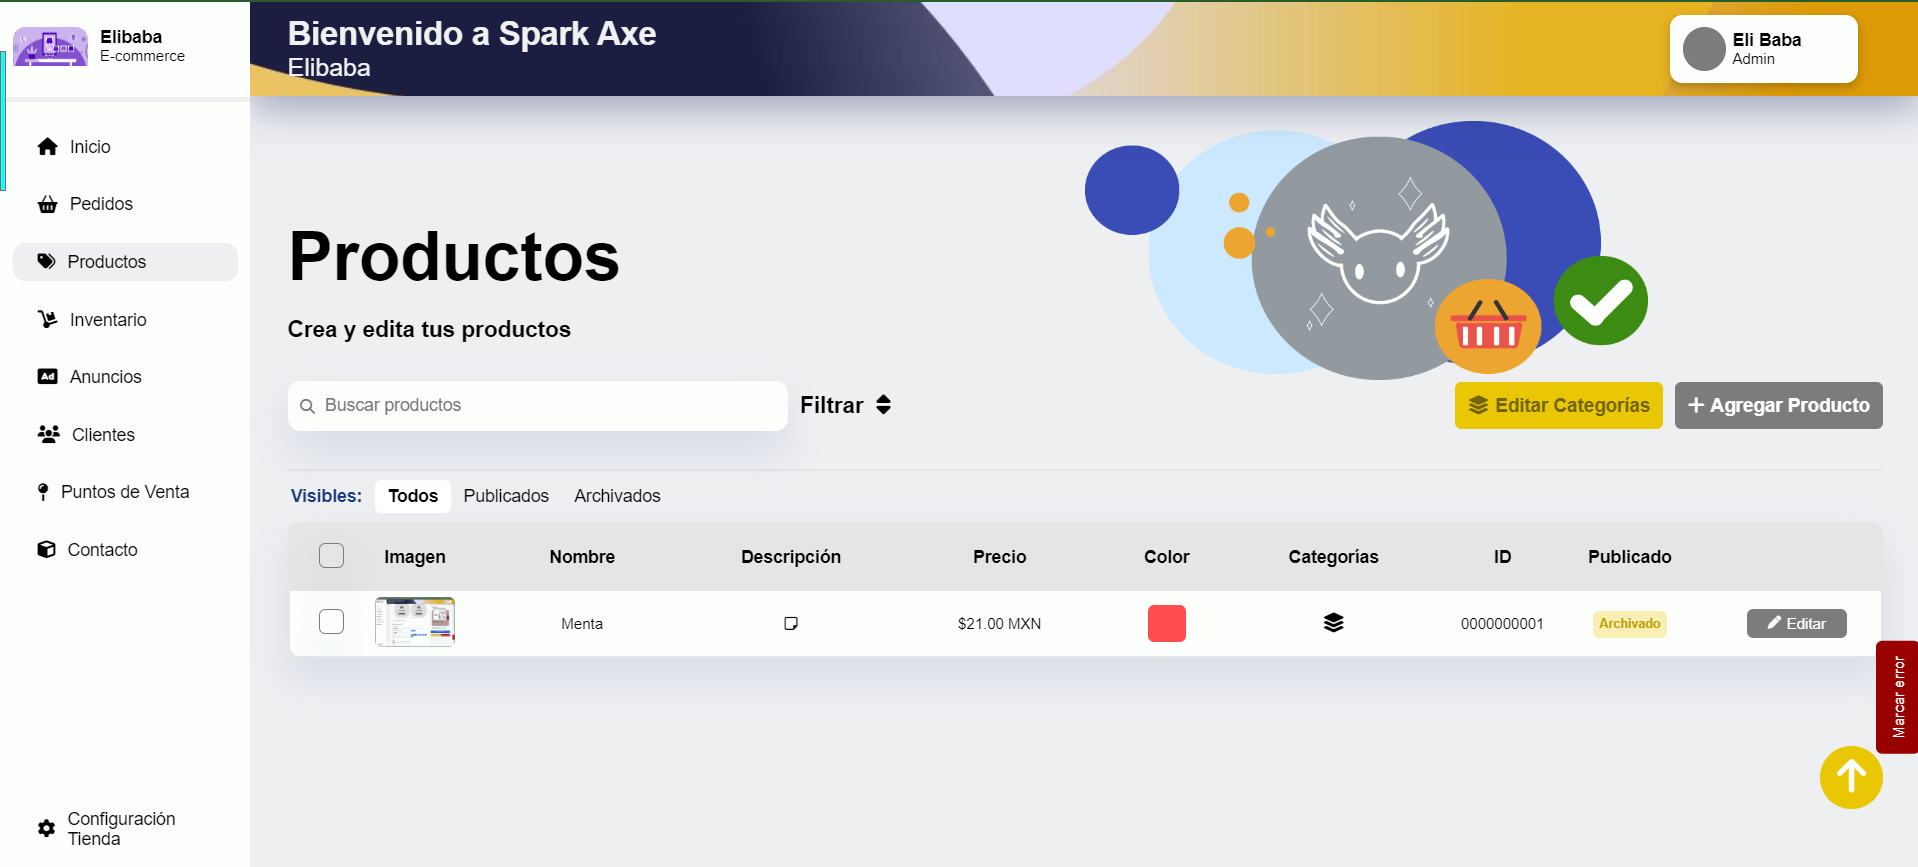 Elibaba
E-commerce
Bienvenido a Spark Axe
Elibaba
Eli Baba
Admin
Inicio
Pedidos
Productos
Inventario
Ad
Anuncios
Clientes
Puntos de Venta
Contacto
Configuración
Tienda
Productos
Crea y edita tus productos
Buscar productos
Filtrar
Editar Categorías
Agregar Producto
Visibles: Todos Publicados Archivados
Imagen Nombre Descripción Precio Color Categorías ID Publicado
Menta $21.00 MXN 0000000001 Archivado Editar
Marcar error